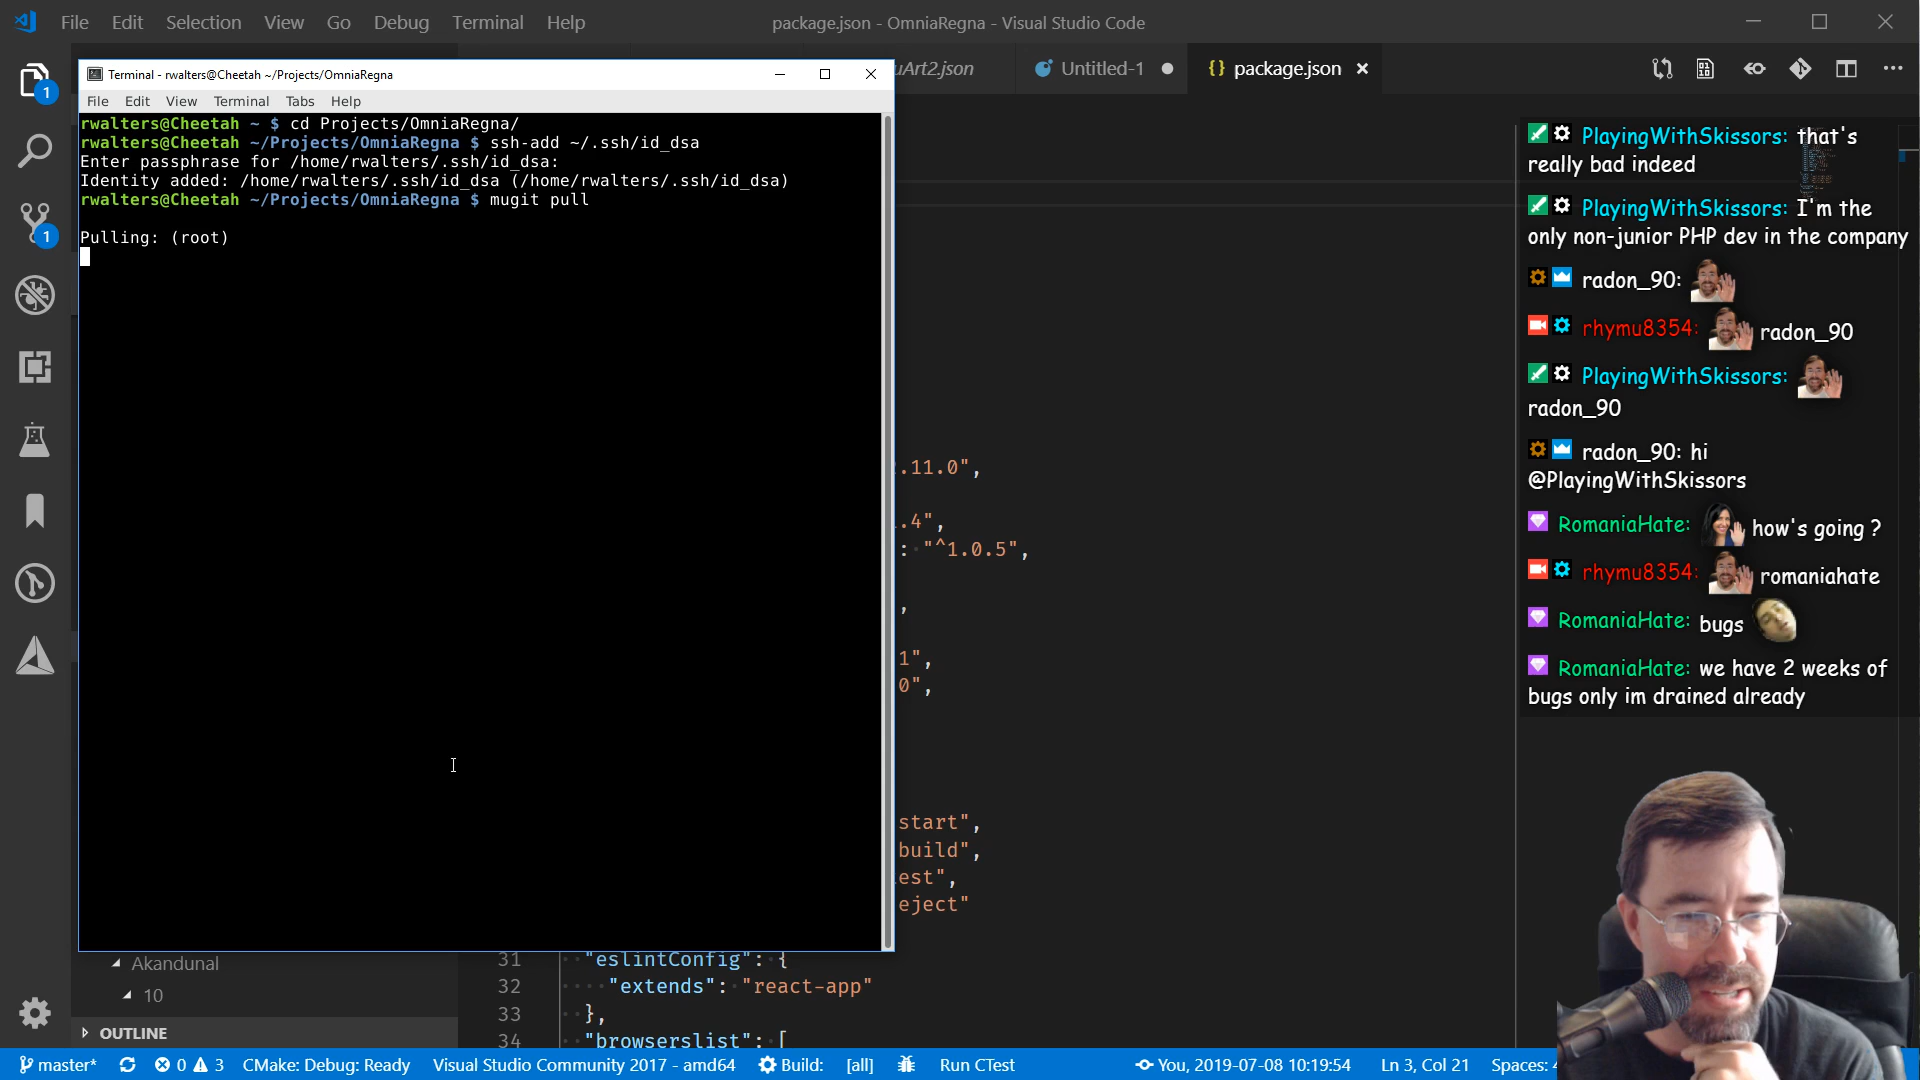 File Edit Selection View Go Debug Terminal Help
package.json - OmniaRegna - Visual Studio Code
uArt2.json
Untitled-1
{} package.json
1
1
Terminal - rwalters@Cheetah ~/Projects/OmniaRegna
File Edit View Terminal Tabs Help
rwalters@Cheetah ~ $ cd Projects/OmniaRegna/
rwalters@Cheetah ~/Projects/OmniaRegna $ ssh-add ~/.ssh/id_dsa
Enter passphrase for /home/rwalters/.ssh/id_dsa:
Identity added: /home/rwalters/.ssh/id_dsa (/home/rwalters/.ssh/id_dsa)
rwalters@Cheetah ~/Projects/OmniaRegna $ mugit pull
Pulling: (root)
.11.0",
.4",
: "^1.0.5",
,
1",
0",
start",
build",
est",
eject"
31 "eslintConfig": {
32 "extends": "react-app"
33 },
34 "browserslist": [
Akandunal
10
OUTLINE
PlayingWithSkissors: that's
really bad indeed
PlayingWithSkissors: I'm the
only non-junior PHP dev in the company
radon_90:
rhymu8354: radon_90
PlayingWithSkissors:
radon_90
radon_90: hi
@PlayingWithSkissors
RomaniaHate: how's going ?
rhymu8354: romaniahate
RomaniaHate: bugs
RomaniaHate: we have 2 weeks of
bugs only im drained already
master* 0 3 CMake: Debug: Ready Visual Studio Community 2017 - amd64 Build: [all] Run CTest You, 2019-07-08 10:19:54 Ln 3, Col 21 Spaces: